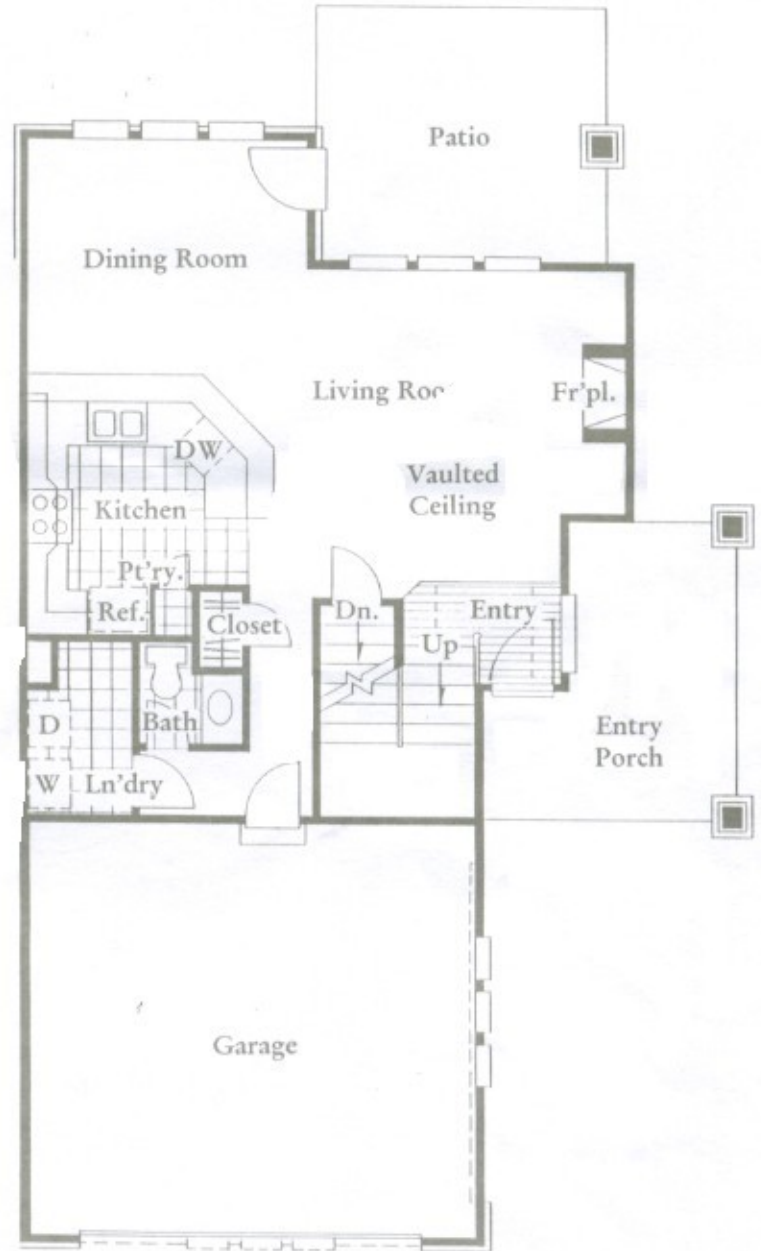 Patio
Dining Room
Living
Fr'pl.
DW
Vaulted
Ceiling
Kitchen
Pt'ry.
Ref.
Closet
Dn.
Entry
Up
D
Bath
Entry
Porch
W
Ln'dry
Garage